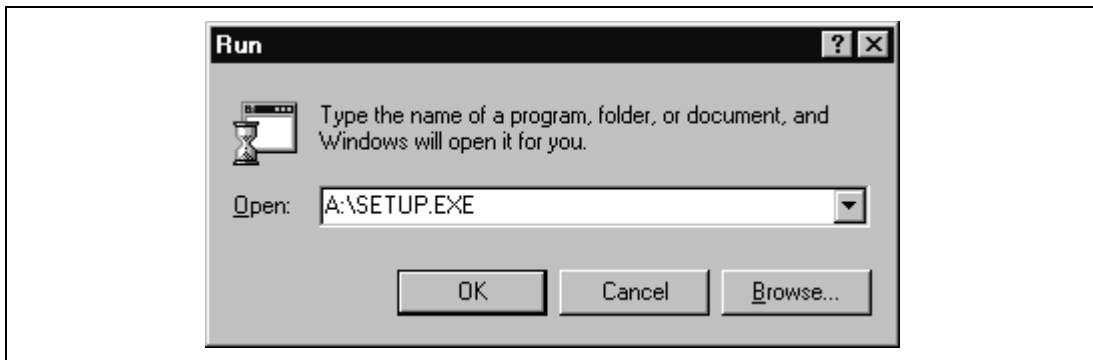 Run
Type the name of a program, folder, or document, and
Windows will open it for you.
Open: A:\SETUP.EXE
OK Cancel Browse...